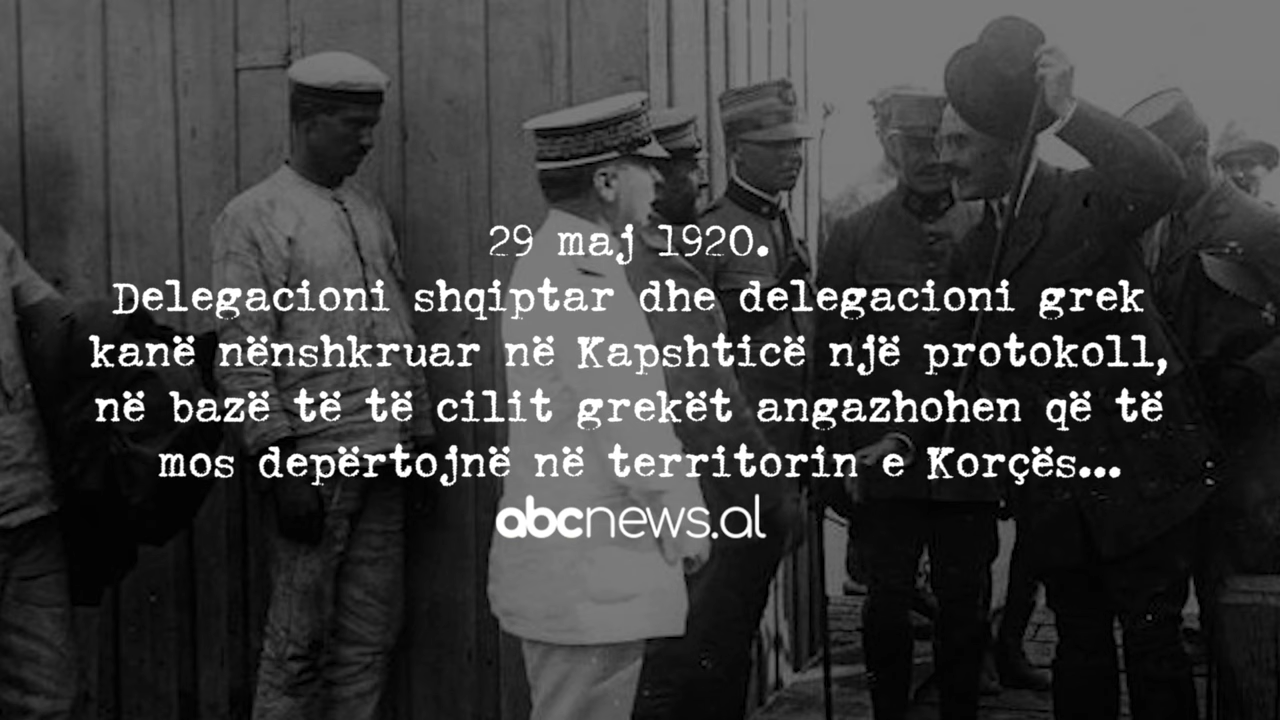 29 maj 1920.
Delegacioni shqiptar dhe delegacioni grek
kanë nënshkruar në Kapshticë një protokoll,
në bazë të të cilit grekët angazhohen që të
mos depërtojnë në territorin e Korçës...
abcnews.al